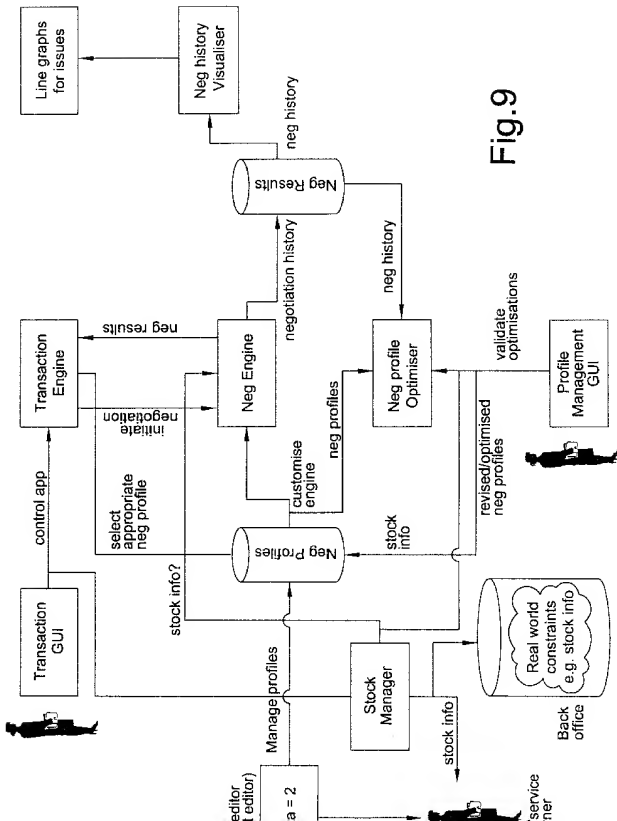 Line graphs
for issues
Neg history
Visualiser
neg history
Neg Results
neg history
negotiation history
Fig.9
Transaction
GUI
control app
Transaction
Engine
neg results
initiate
negotiation
select
appropriate
neg profile
stock info?
Neg Engine
customise
engine
neg profiles
Neg Profiles
Manage profiles
Neg profile
Optimiser
validate
optimisations
Profile
Management
GUI
revised/optimised
neg profiles
stock
info
Stock
Manager
stock info
Real world
constraints
e.g. stock info
Back
office
editor
t editor)
a = 2
service
ner